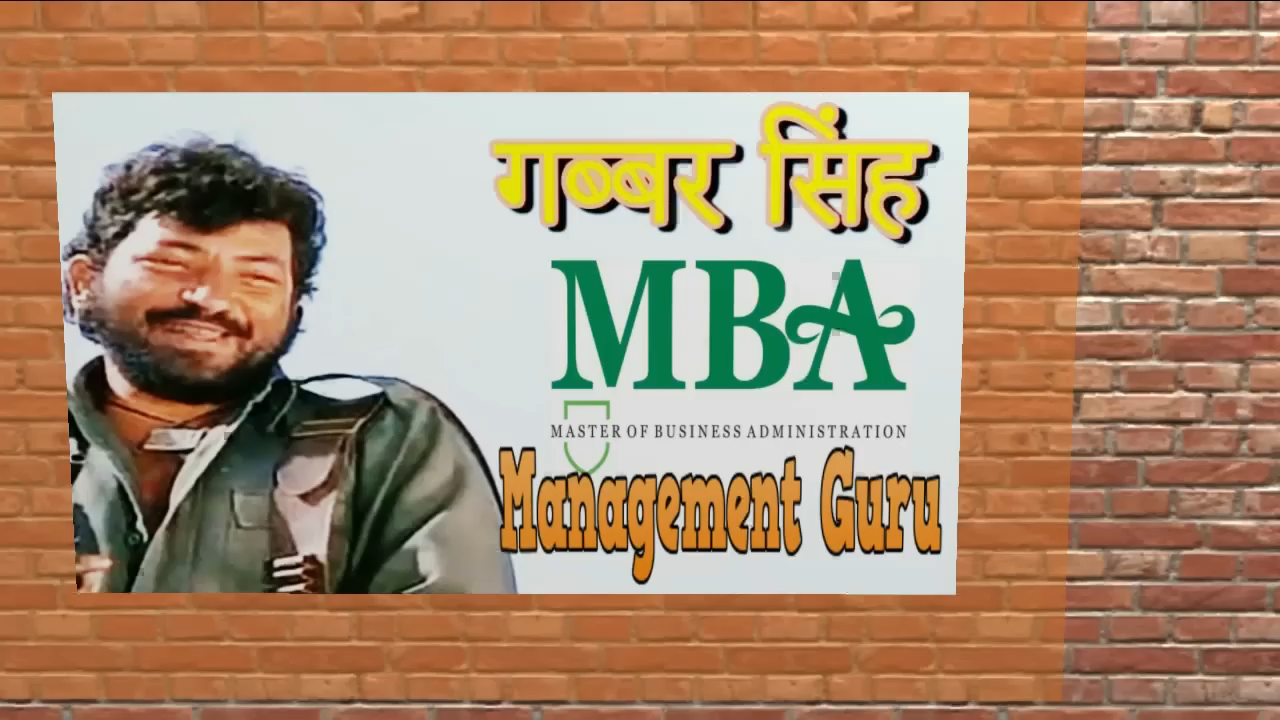 गब्बर सिंह
MBA
MASTER OF BUSINESS ADMINISTRATION
Management Guru